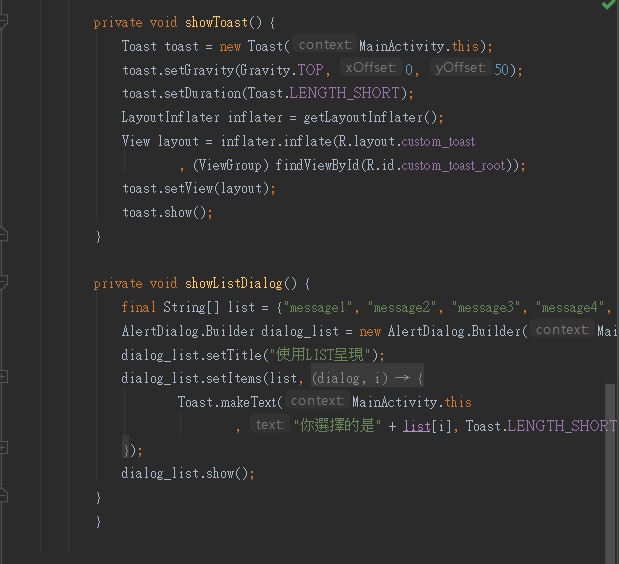 private void showToast() {
Toast toast = new Toast( context: MainActivity.this);
toast.setGravity(Gravity.TOP, xOffset: 0, yOffset: 50);
toast.setDuration(Toast.LENGTH_SHORT);
LayoutInflater inflater = getLayoutInflater();
View layout = inflater.inflate(R.layout.custom_toast
, (ViewGroup) findViewById(R.id.custom_toast_root));
toast.setView(layout);
toast.show();
}
private void showListDialog() {
final String[] list = {"message1", "message2", "message3", "message4",
AlertDialog.Builder dialog_list = new AlertDialog.Builder( context: Mai
dialog_list.setTitle("使用LIST呈現");
dialog_list.setItems(list, (dialog, i) → {
Toast.makeText( context: MainActivity.this
, text: "你選擇的是" + list[i], Toast.LENGTH_SHORT
});
dialog_list.show();
}
}